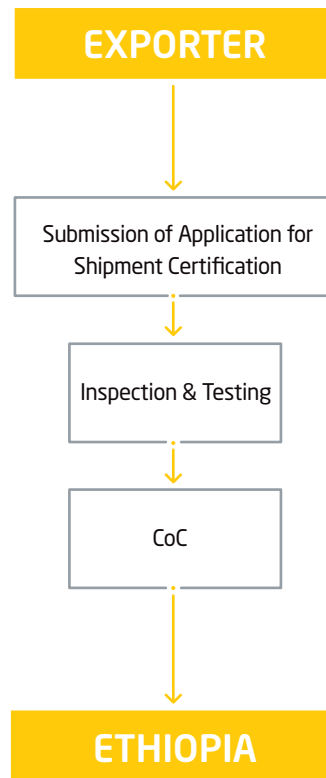 EXPORTER
Submission of Application for
Shipment Certification
Inspection & Testing
CoC
ETHIOPIA